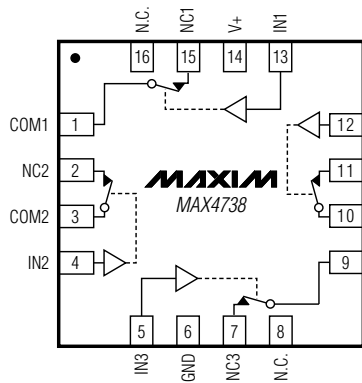 N.C.
NC1
V+
IN1
16
15
14
13
COM1 1
12
NC2 2
11
MAXIM
MAX4738
COM2 3
10
IN2 4
9
5
6
7
8
IN3
GND
NC3
N.C.